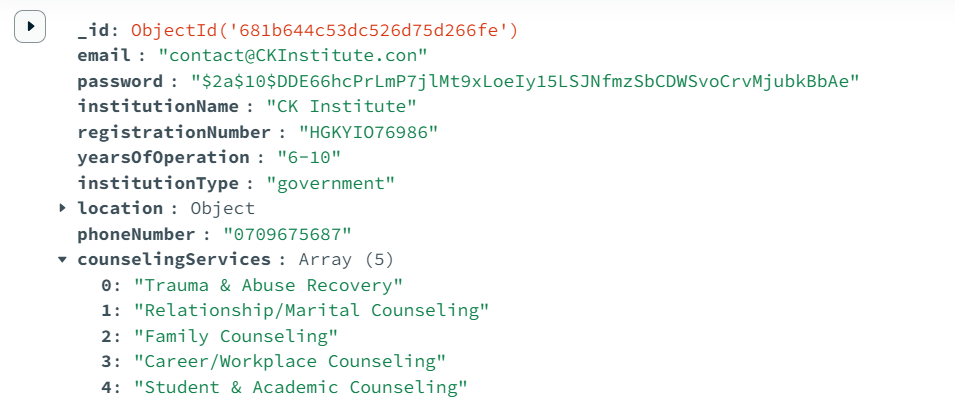 _id: ObjectId('681b644c53dc526d75d266fe')
email : "contact@CKInstitute.con"
password : "$2a$10$DDE66hcPrLmP7jlMt9xLoeIy15LSJNfmzSbCDWSvoCrvMjubkBbAe"
institutionName : "CK Institute"
registrationNumber : "HGKYIO76986"
yearsOfOperation : "6-10"
institutionType : "government"
location : Object
phoneNumber : "0709675687"
counselingServices : Array (5)
0: "Trauma & Abuse Recovery"
1: "Relationship/Marital Counseling"
2: "Family Counseling"
3: "Career/Workplace Counseling"
4: "Student & Academic Counseling"